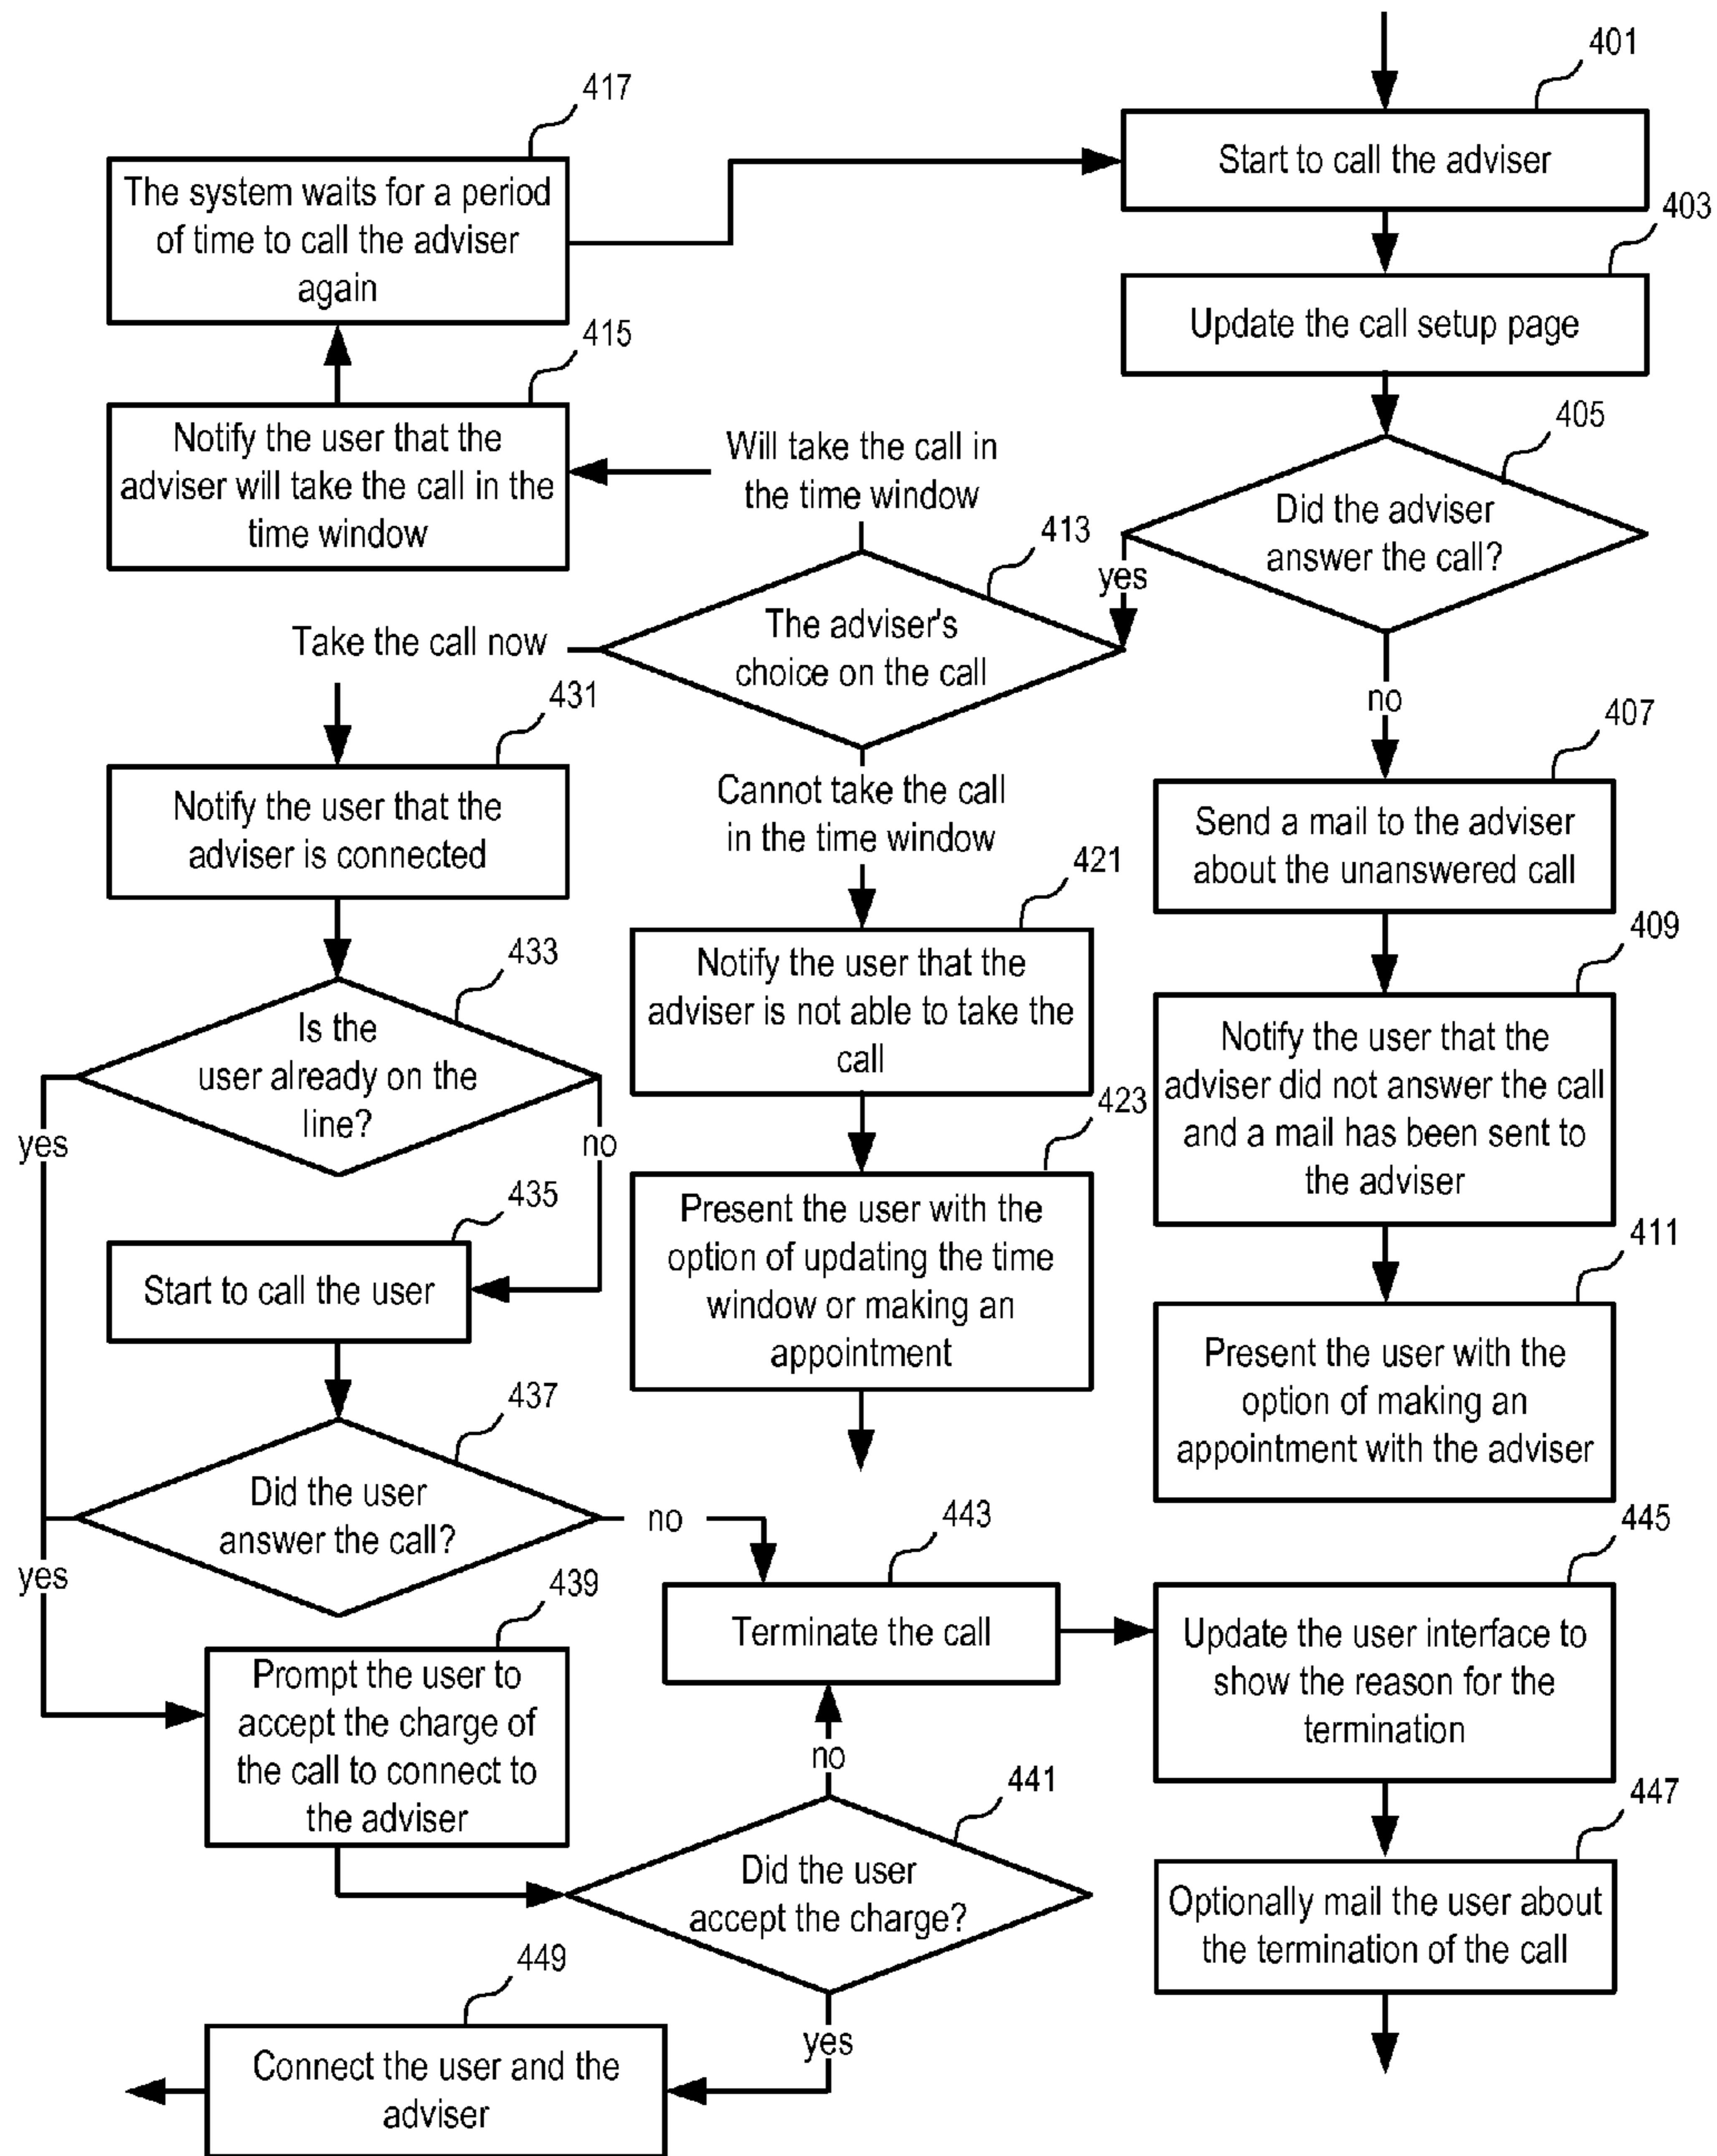 401
Start to call the adviser
403
Update the call setup page
405
Did the adviser
answer the call?
yes
no
417
The system waits for a period
of time to call the adviser
again
415
Notify the user that the
adviser will take the call in the
time window
Will take the call in
the time window
413
The adviser's
choice on the call
Take the call now
Cannot take the call
in the time window
407
Send a mail to the adviser
about the unanswered call
409
Notify the user that the
adviser did not answer the call
and a mail has been sent to
the adviser
411
Present the user with the
option of making an
appointment with the adviser
421
Notify the user that the
adviser is not able to take the
call
423
Present the user with the
option of updating the time
window or making an
appointment
431
Notify the user that the
adviser is connected
433
Is the
user already on the
line?
yes
no
435
Start to call the user
437
Did the user
answer the call?
no
yes
439
Prompt the user to
accept the charge of
the call to connect to
the adviser
441
Did the user
accept the charge?
no
yes
443
Terminate the call
445
Update the user interface to
show the reason for the
termination
447
Optionally mail the user about
the termination of the call
449
Connect the user and the
adviser